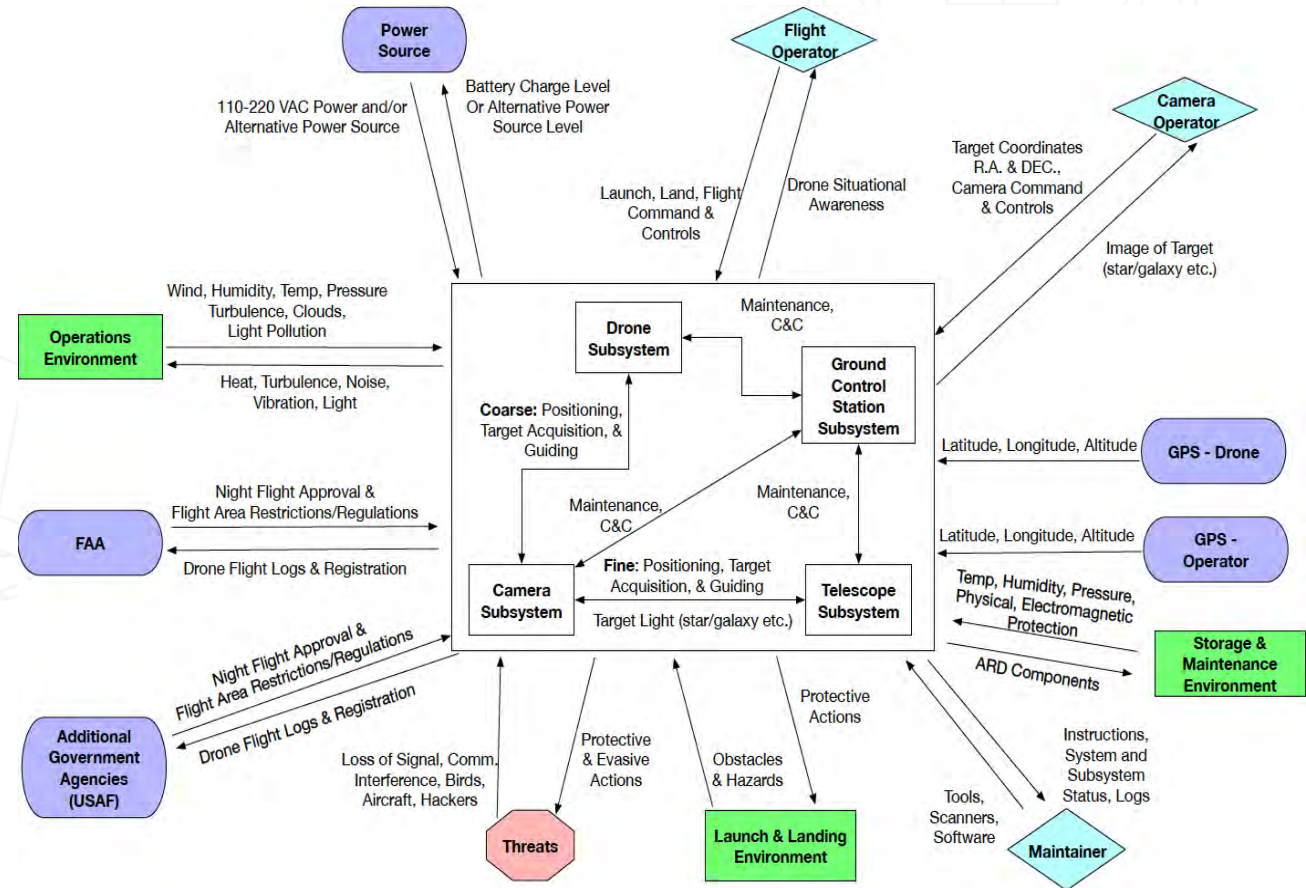 Power
Source
Flight
Operator
Camera
Operator
110-220 VAC Power and/or
Alternative Power Source
Battery Charge Level
Or Alternative Power
Source Level
Launch, Land, Flight
Command &
Controls
Drone Situational
Awareness
Target Coordinates
R.A. & DEC.,
Camera Command
& Controls
Image of Target
(star/galaxy etc.)
Operations
Environment
Wind, Humidity, Temp, Pressure
Turbulence, Clouds,
Light Pollution
Heat, Turbulence, Noise,
Vibration, Light
Drone
Subsystem
Maintenance,
C&C
Ground
Control
Station
Subsystem
Coarse: Positioning,
Target Acquisition, &
Guiding
Maintenance,
C&C
Maintenance,
C&C
Camera
Subsystem
Fine: Positioning, Target
Acquisition, & Guiding
Target Light (star/galaxy etc.)
Telescope
Subsystem
Latitude, Longitude, Altitude
GPS - Drone
Latitude, Longitude, Altitude
GPS -
Operator
FAA
Night Flight Approval &
Flight Area Restrictions/Regulations
Drone Flight Logs & Registration
Temp, Humidity, Pressure,
Physical, Electromagnetic
Protection
ARD Components
Storage &
Maintenance
Environment
Additional
Government
Agencies
(USAF)
Night Flight Approval &
Flight Area Restrictions/Regulations
Drone Flight Logs & Registration
Loss of Signal, Comm.
Interference, Birds,
Aircraft, Hackers
Protective
& Evasive
Actions
Threats
Obstacles
& Hazards
Protective
Actions
Launch & Landing
Environment
Tools,
Scanners,
Software
Instructions,
System and
Subsystem
Status, Logs
Maintainer